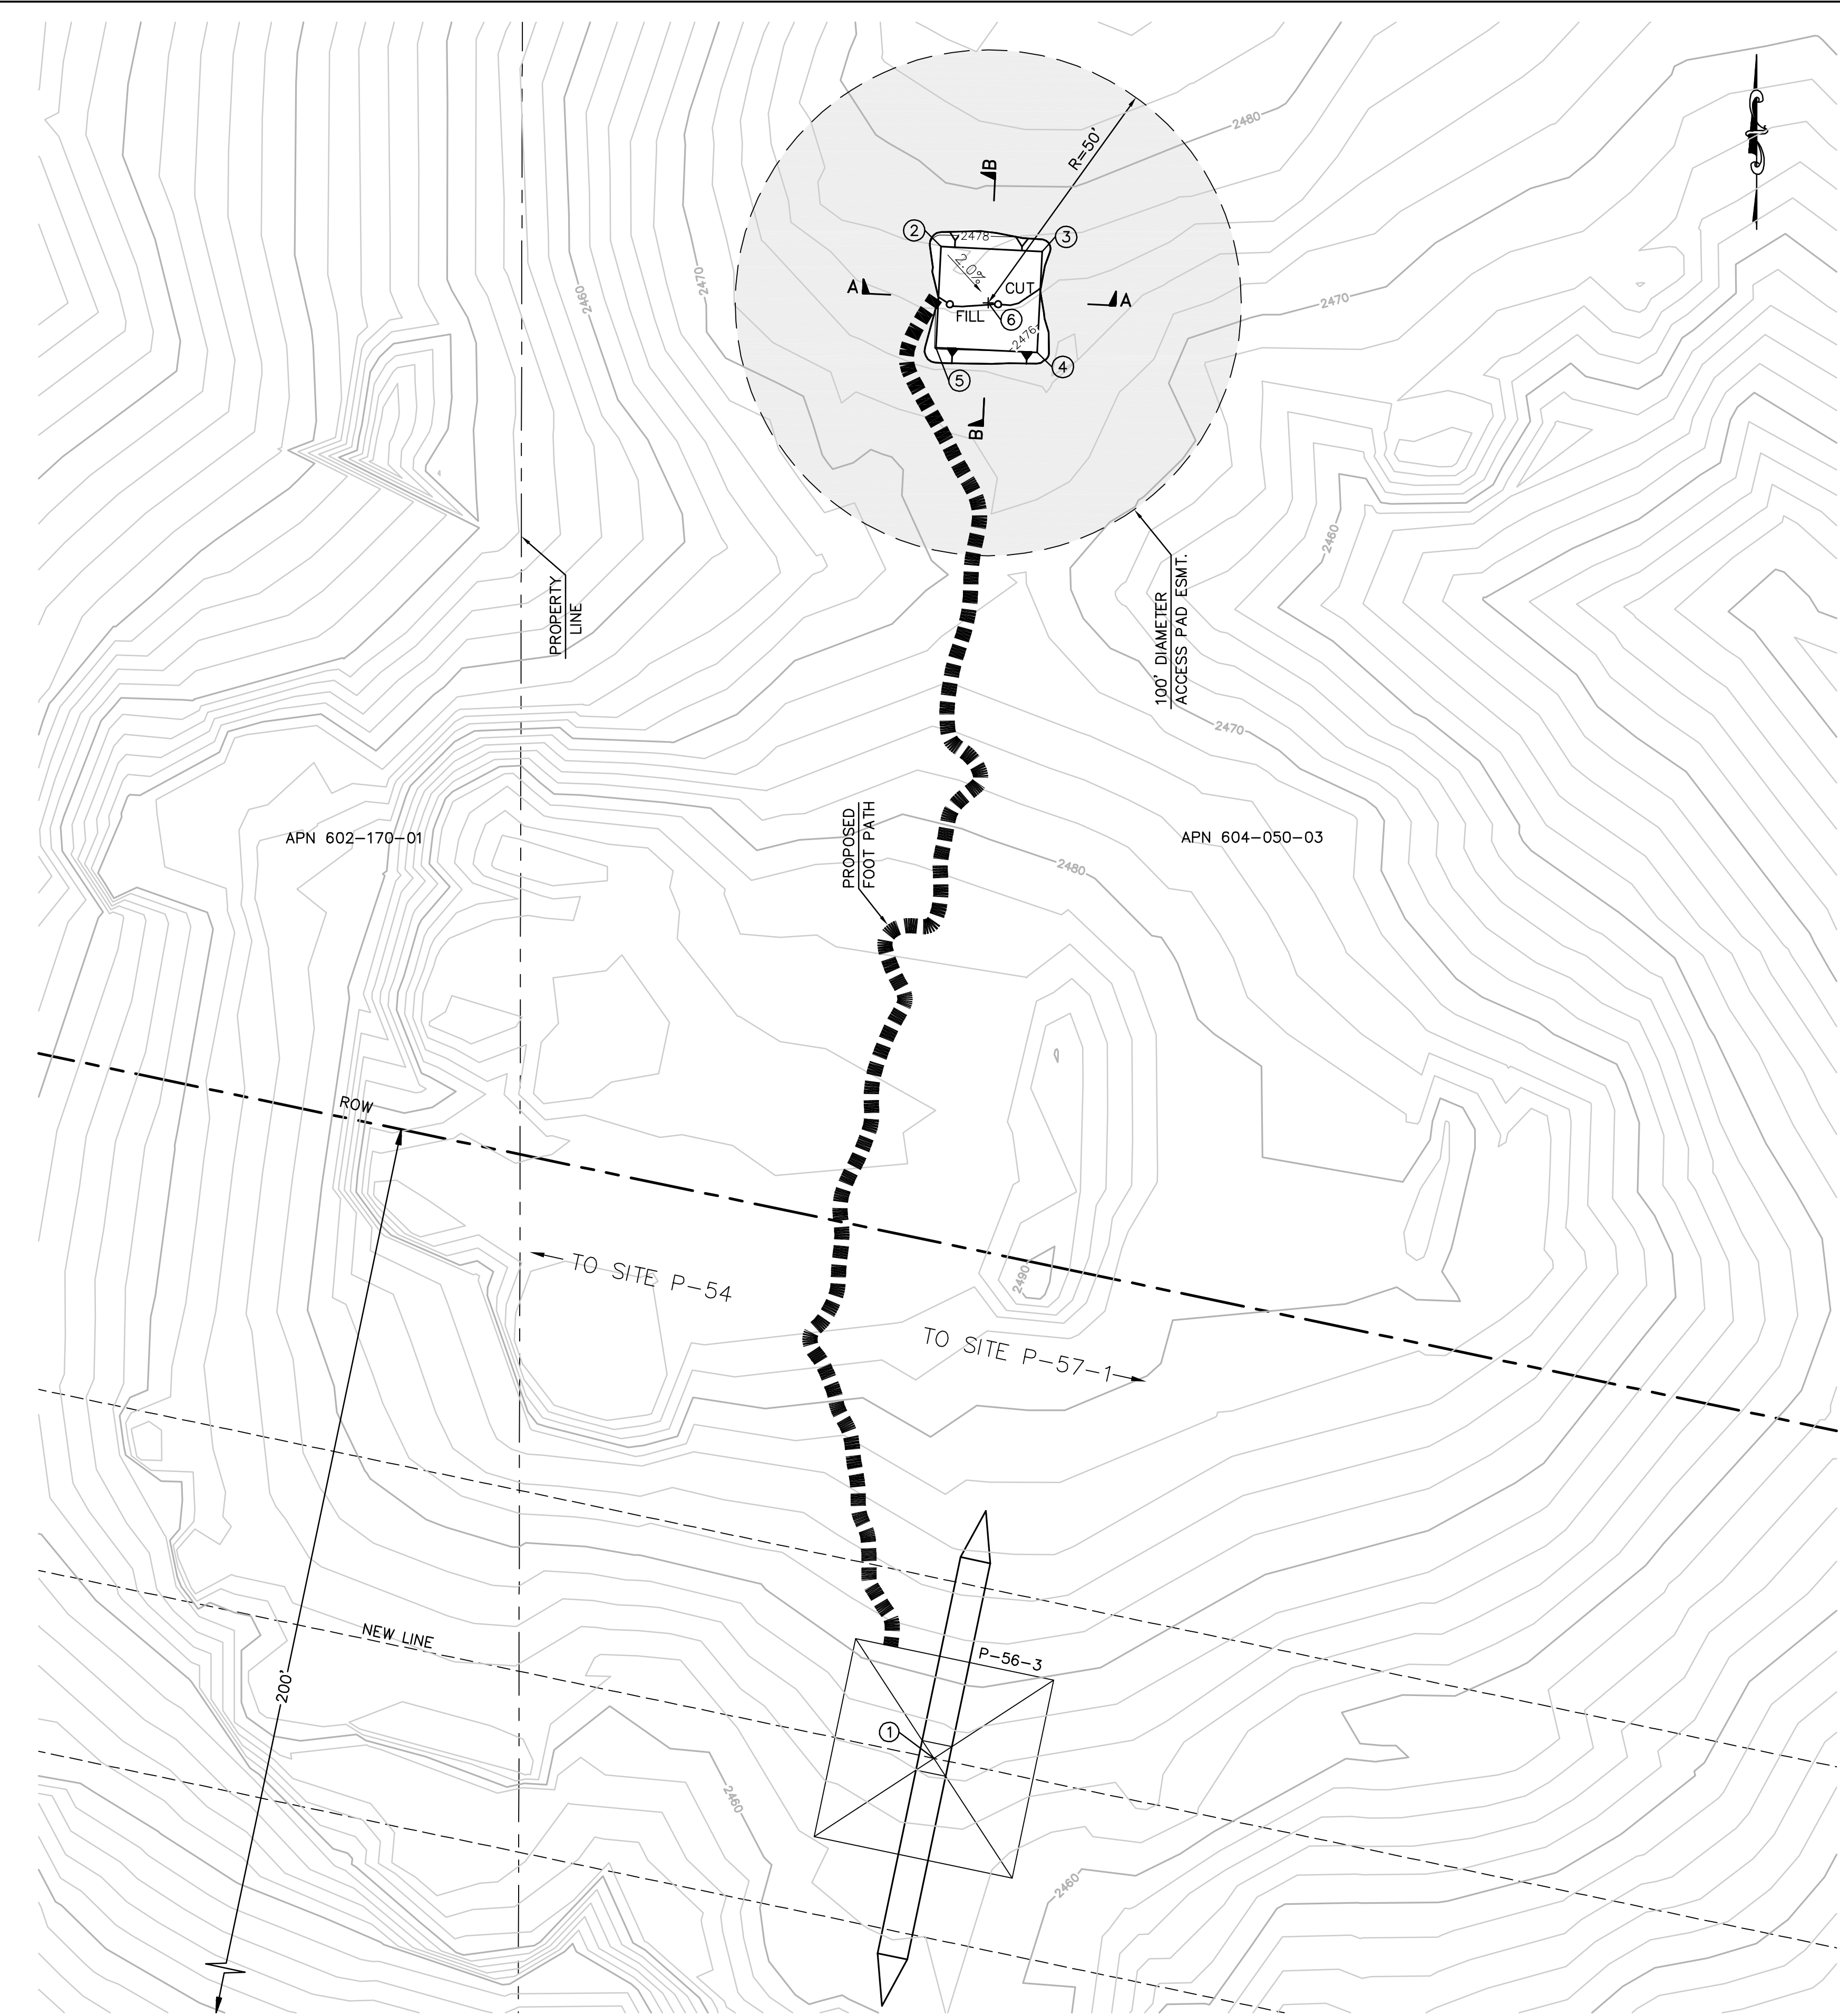 2480
R=50'
B
2
2478
3
2.0%
2470
2460
A
CUT
A
2470
FILL
6
2476
5
4
B
2460
PROPERTY
LINE
100' DIAMETER
ACCESS PAD ESMT.
2470
PROPOSED
FOOT PATH
APN 602-170-01
APN 604-050-03
2480
ROW
TO SITE P-54
2490
TO SITE P-57-1
NEW LINE
P-56-3
200'
1
2460
2460